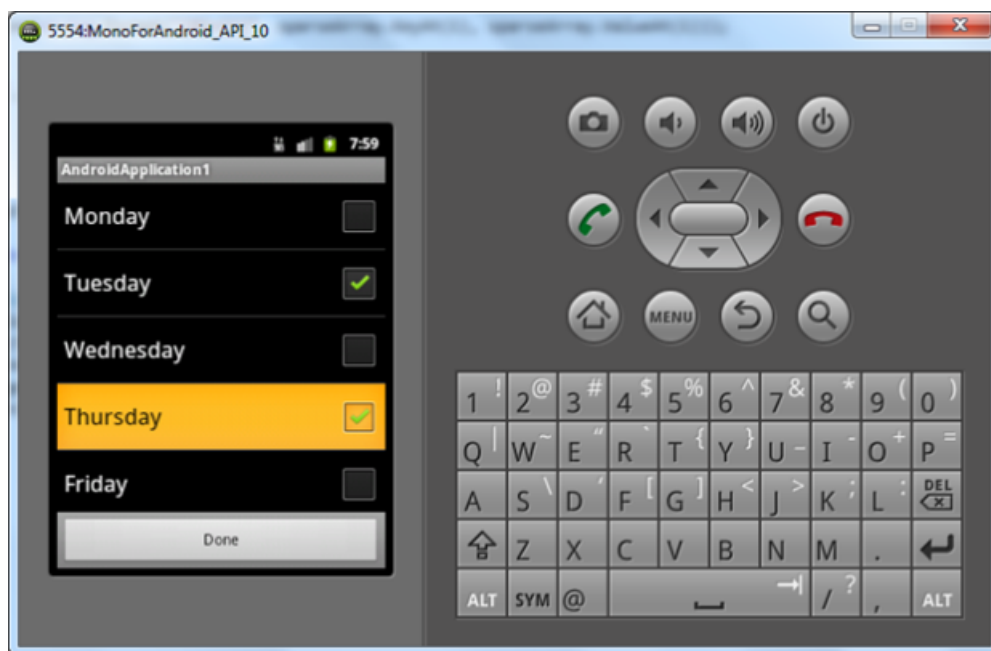 5554:MonoForAndroid_API_10
7:59
AndroidApplication1
Monday
Tuesday
Wednesday
Thursday
Friday
Done
MENU
1 ! 2 @ 3 # 4 $ 5 % 6 ^ 7 & 8 * 9 ( 0 )
Q | W ~ E " R ` T { Y } U _ I - O + P =
A S \ D ' F [ G ] H < J > K ; L : DEL
Z X C V B N M .
ALT SYM @ / ? , ALT